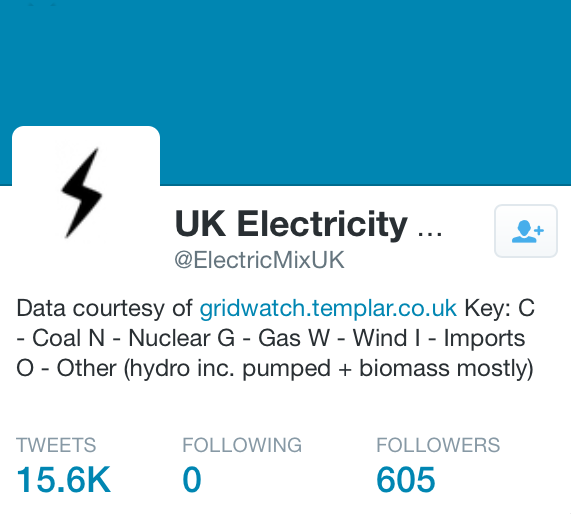 UK Electricity ...
@ElectricMixUK
Data courtesy of gridwatch.templar.co.uk Key: C
- Coal N - Nuclear G - Gas W - Wind I - Imports
O - Other (hydro inc. pumped + biomass mostly)
TWEETS FOLLOWING FOLLOWERS
15.6K 0 605